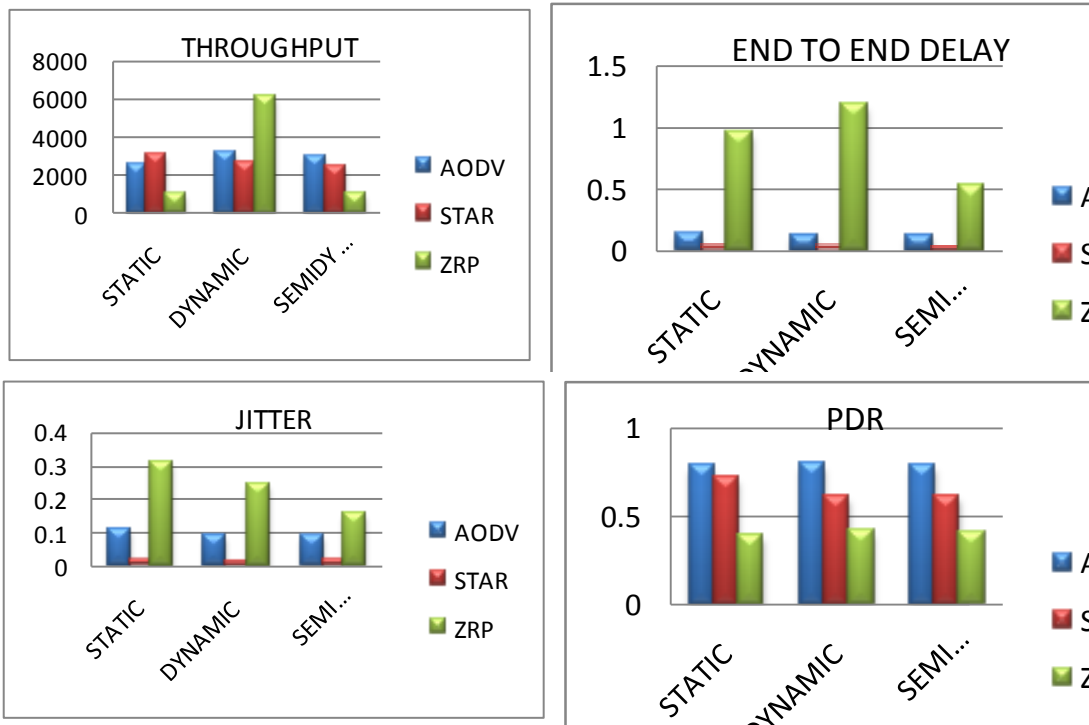 THROUGHPUT
8000
6000
4000
2000
0
STATIC
DYNAMIC
SEMIDY ...
AODV
STAR
ZRP
END TO END DELAY
1.5
1
0.5
0
STATIC
DYNAMIC
SEMI...
A
S
Z
JITTER
0.4
0.3
0.2
0.1
0
STATIC
DYNAMIC
SEMI...
AODV
STAR
ZRP
PDR
1
0.5
0
STATIC
DYNAMIC
SEMI...
A
S
Z